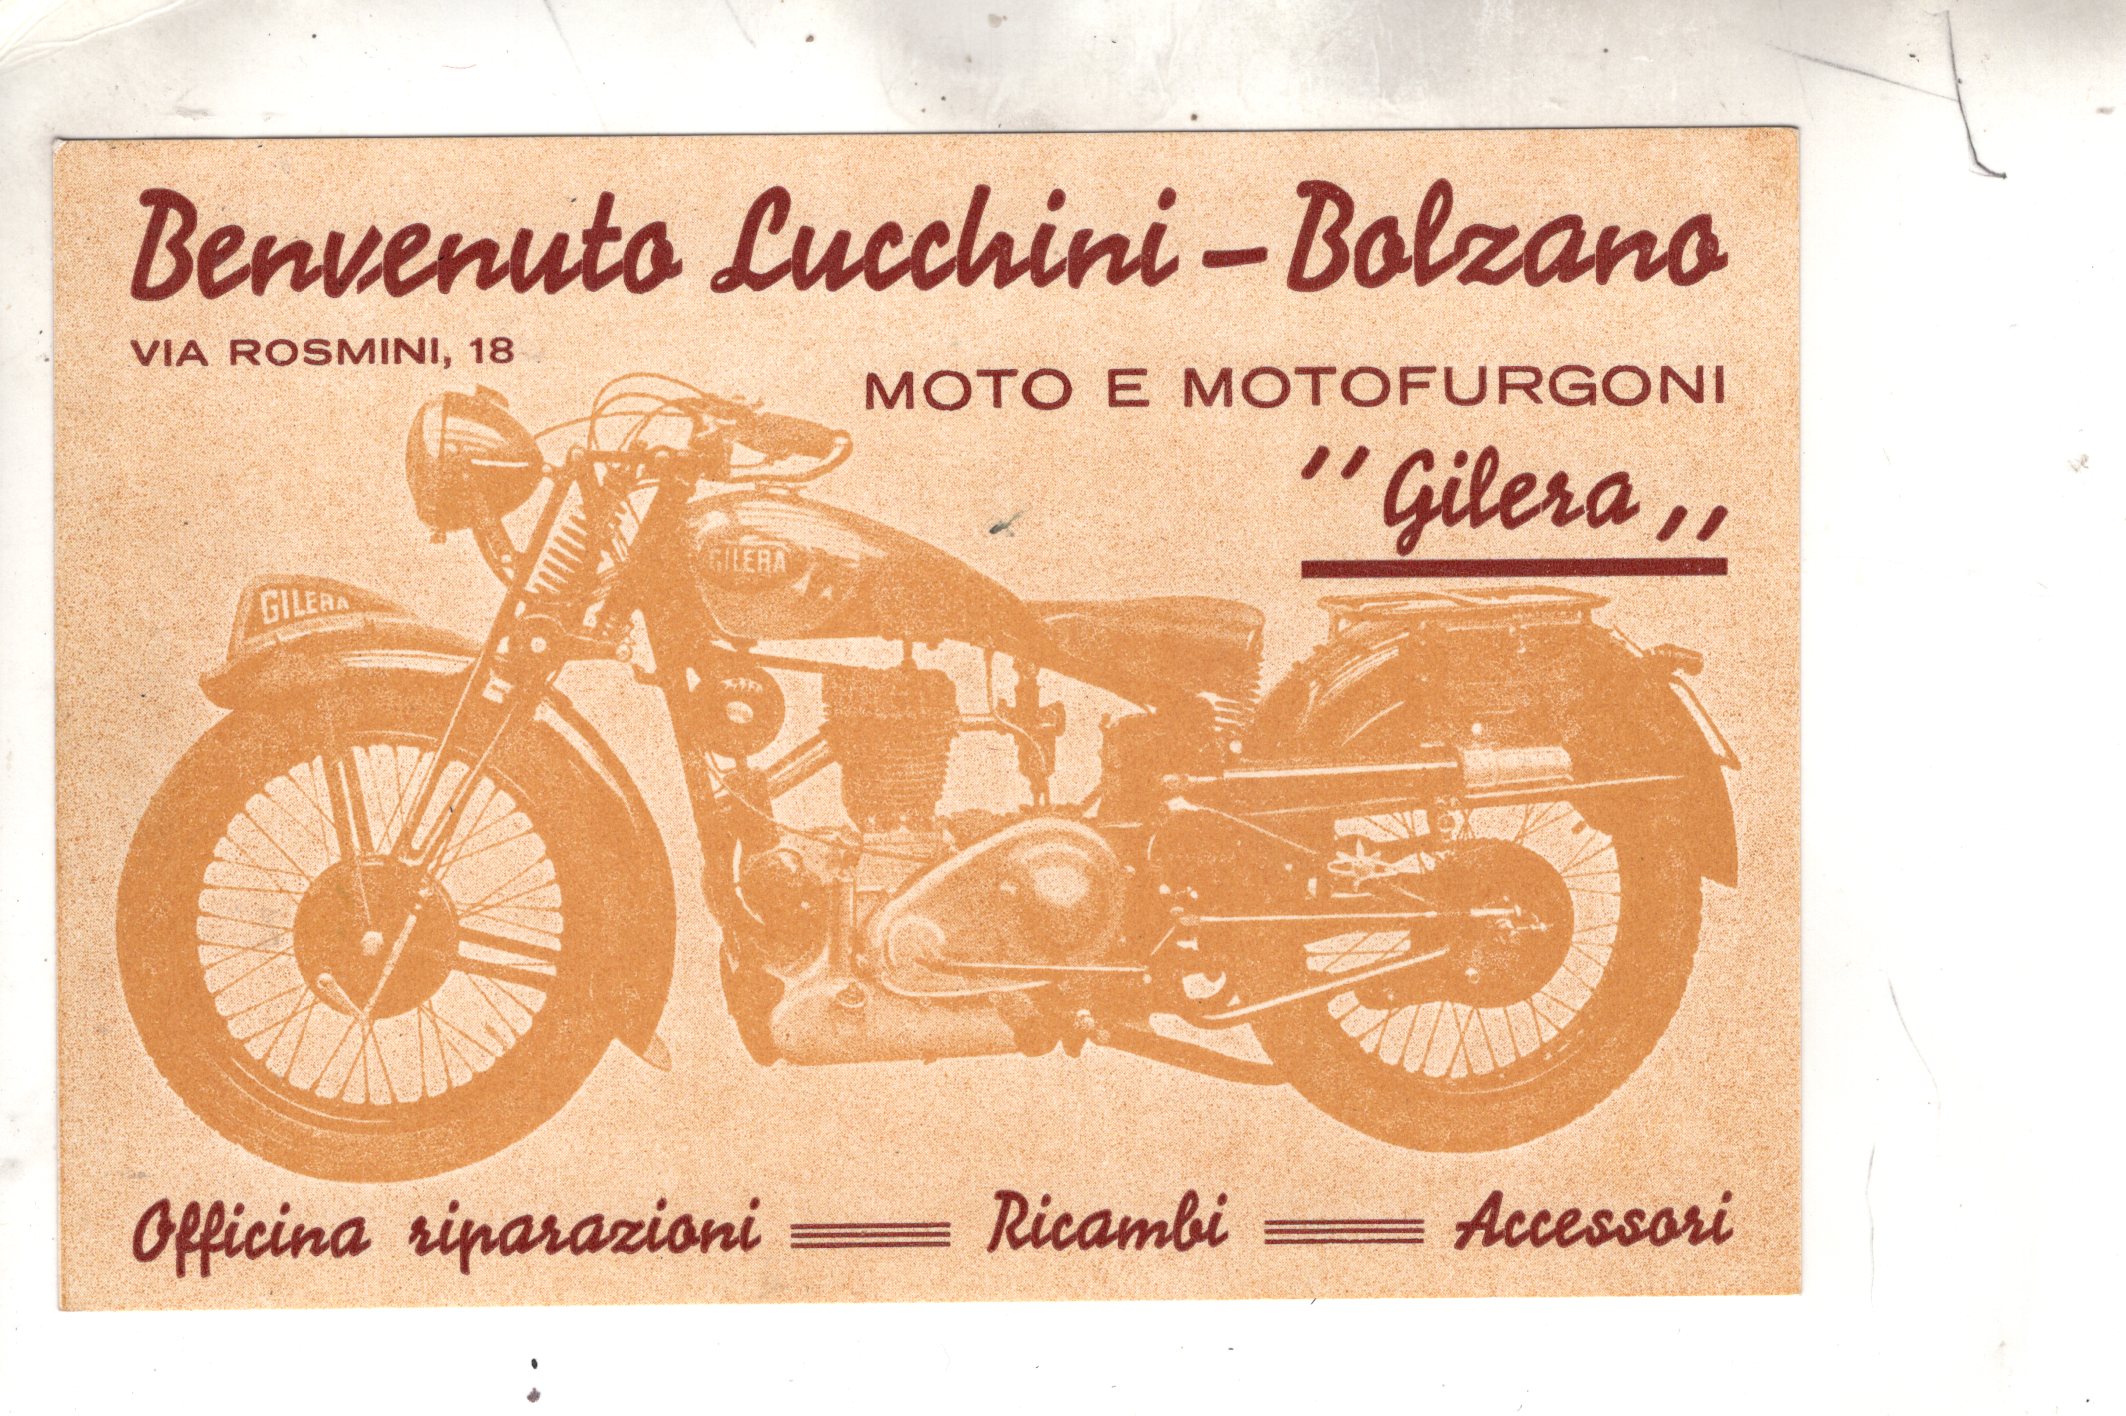 Benvenuto Lucchini - Bolzano
VIA ROSMINI, 18
MOTO E MOTOFURGONI
"Gilera„
GILERA
GILERA
Officina riparazioni Ricambi Accessori